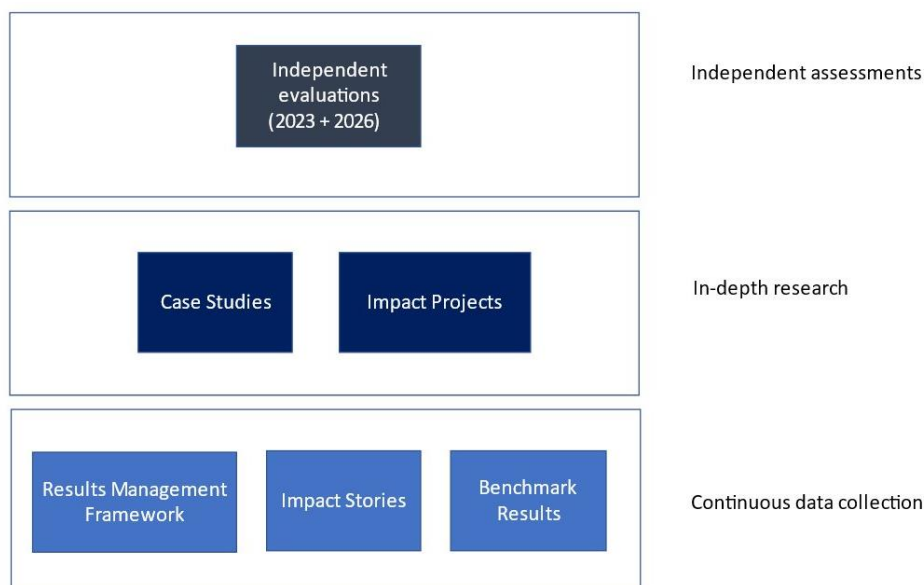 Independent
evaluations
(2023 + 2026)
Independent assessments
Case Studies
Impact Projects
In-depth research
Results Management
Framework
Impact Stories
Benchmark
Results
Continuous data collection